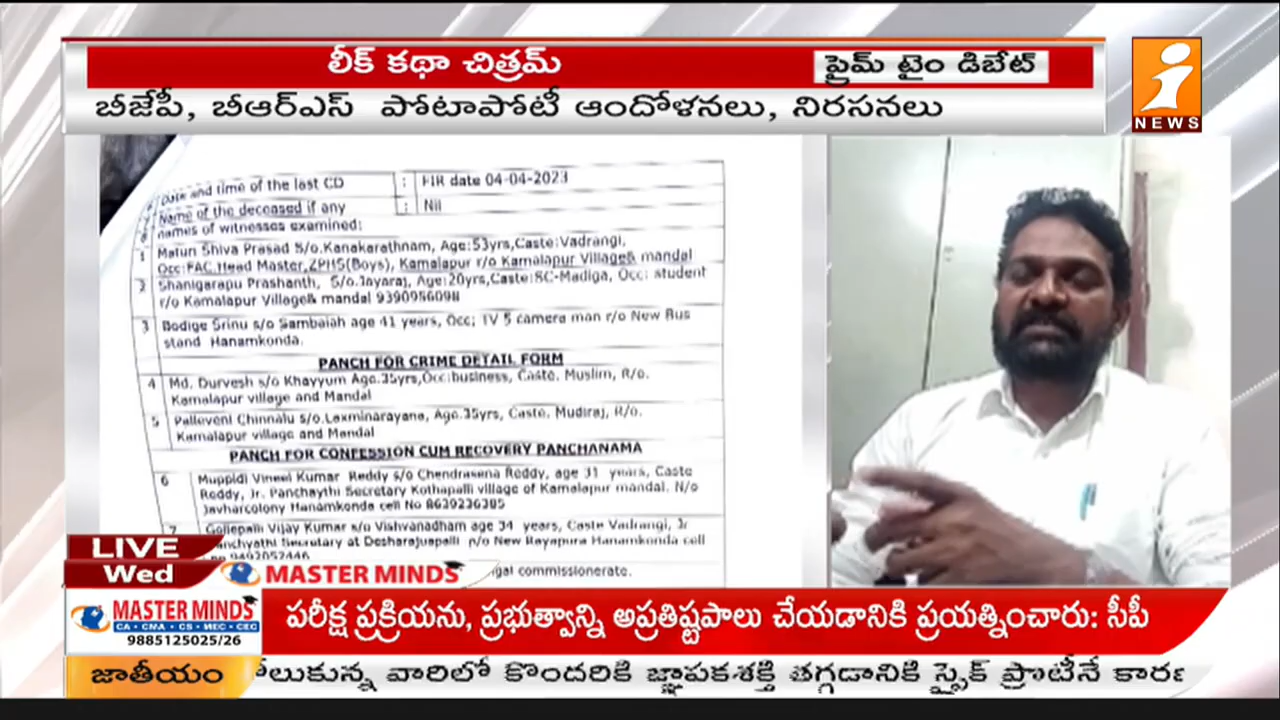 లీక్ కథా చిత్రమ్
ప్రైమ్ టైం డిబేట్
బీజేపీ, బీఆర్ఎస్ పోటాపోటీ ఆందోళనలు, నిరసనలు
i
NEWS
Date and time of the last CD : FIR date 04-04-2023
Name of the deceased if any : Nil
names of witnesses examined:
1 Maturi Shiva Prasad S/o.Kanakarathnam, Age:53yrs,Caste:Vadrangi,
Occ:FAC.Head Master,ZPHS(Boys), Kamalapur r/o Kamalapur Village& mandal
2 Shanigarapu Prashanth, S/o.Jayaraj, Age:20yrs,Caste:SC-Madiga, Occ: student
r/o Kamalapur Village& mandal 9390956098
3 Bodige Srinu s/o Sambaiah age 41 years, Occ; TV 5 camera man r/o New Bus
stand Hanamkonda.
PANCH FOR CRIME DETAIL FORM
4 Md. Durvesh s/o Khayyum Age.35yrs,Occ:business, Caste. Muslim, R/o.
Kamalapur village and Mandal
5 Palleveni Chinnalu s/o.Laxminarayana, Age.35yrs, Caste. Mudiraj, R/o.
Kamalapur village and Mandal
PANCH FOR CONFESSION CUM RECOVERY PANCHANAMA
6 Muppidi Vineel Kumar Reddy s/o Chendrasena Reddy, age 31 years, Caste
Reddy, Jr. Panchaythi Secretary Kothapalli village of Kamalapur mandal. N/o
Javharcolony Hanamkonda cell No 8639236385
7 Gollepalli Vijay Kumar s/o Vishvanadham age 34 years, Caste Vadrangi, Jr
Secretary at Desharajuapalli r/o New Rayapura Hanamkonda cell
commissionerate.
LIVE
Wed
MASTER MINDS
MASTER MINDS
CA • CMA • CS • MEC • CEC
9885125025/26
పరీక్ష ప్రక్రియను, ప్రభుత్వాన్ని అప్రతిష్టపాలు చేయడానికి ప్రయత్నించారు: సీపీ
జాతీయం
వారిలో కొందరికి జ్ఞాపకశక్తి తగ్గడానికి స్పైక్ ప్రొటీనే